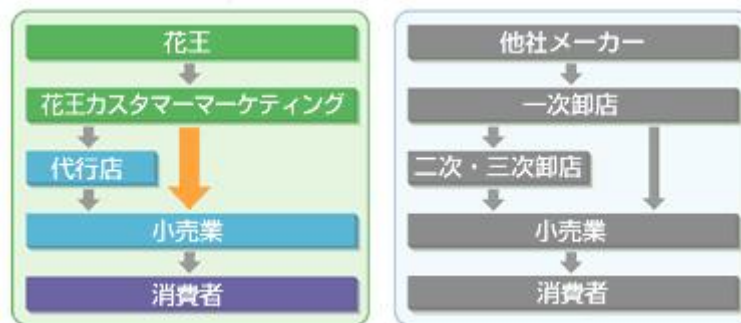 花王
花王カスタマーマーケティング
代行店
小売業
消費者
他社メーカー
一次卸店
二次・三次卸店
小売業
消費者